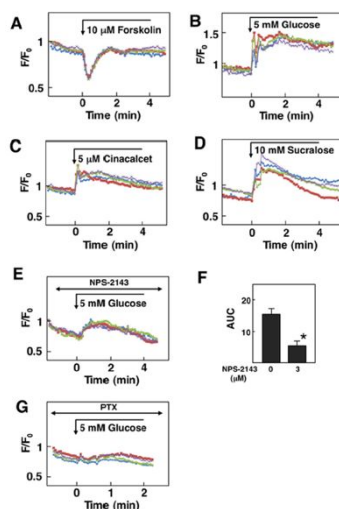 A
10 μM Forskolin
F/F0
1
0.5
0 2 4
Time (min)
B
5 mM Glucose
F/F0
1.5
1
0 2 4
Time (min)
C
5 μM Cinacalcet
F/F0
1
0.5
0 2 4
Time (min)
D
10 mM Sucralose
F/F0
1
0.5
0 2 4
Time (min)
E
NPS-2143
5 mM Glucose
F/F0
1
0.5
0 2 4
Time (min)
F
AUC
20
10
*
NPS-2143 0 3
(μM)
G
PTX
5 mM Glucose
F/F0
1
0.5
0 1 2
Time (min)